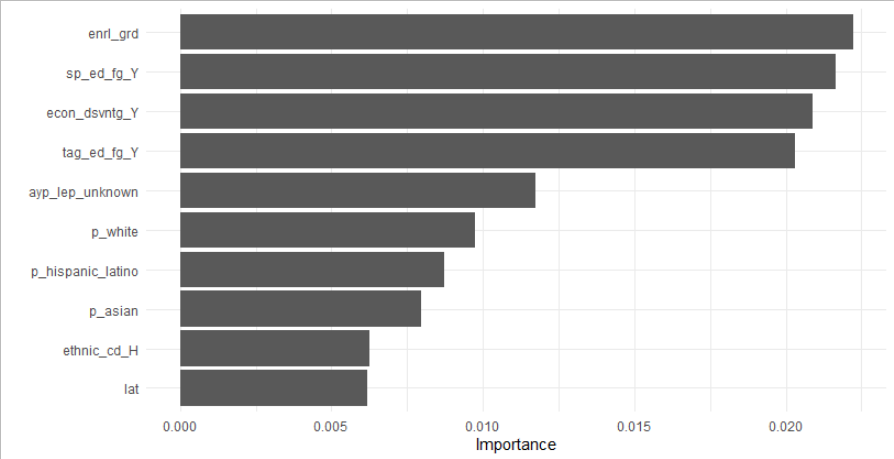 enrl_grd
sp_ed_fg_Y
econ_dsvntg_Y
tag_ed_fg_Y
ayp_lep_unknown
p_white
p_hispanic_latino
p_asian
ethnic_cd_H
lat
0.000 0.005 0.010 0.015 0.020
Importance